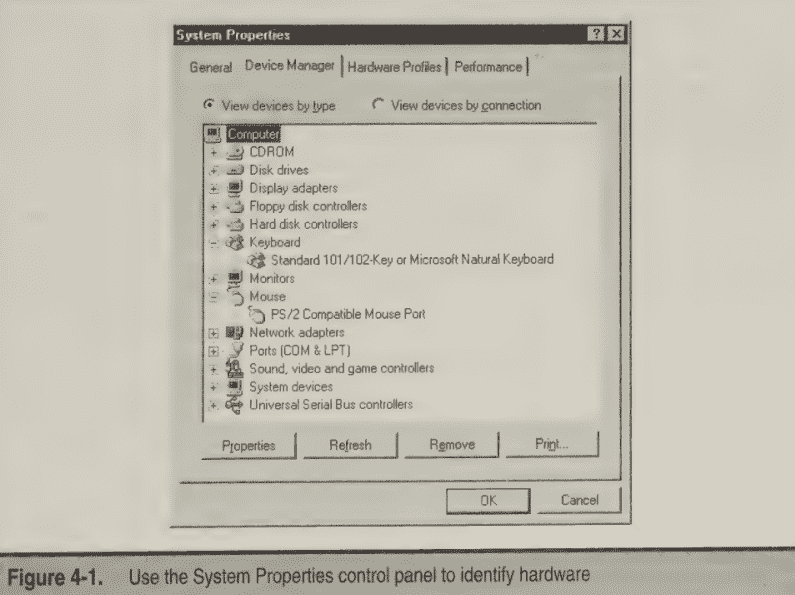 System Properties
General Device Manager Hardware Profiles Performance
View devices by type View devices by connection
Computer
CDROM
Disk drives
Display adapters
Floppy disk controllers
Hard disk controllers
Keyboard
Standard 101/102-Key or Microsoft Natural Keyboard
Monitors
Mouse
PS/2 Compatible Mouse Port
Network adapters
Ports (COM & LPT)
Sound, video and game controllers
System devices
Universal Serial Bus controllers
Properties Refresh Remove Print...
OK Cancel
Figure 4-1. Use the System Properties control panel to identify hardware